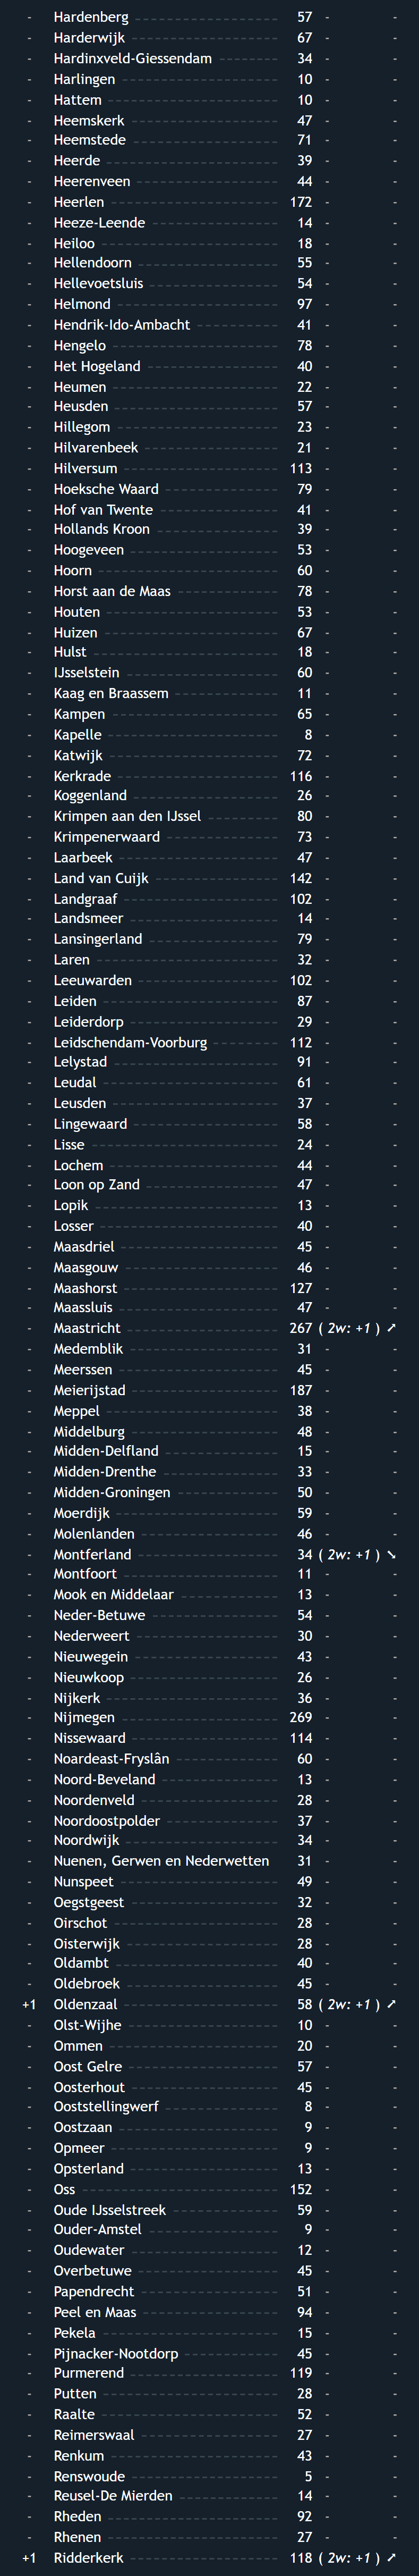 - Hardenberg 57 - -
- Harderwijk 67 - -
- Hardinxveld-Giessendam 34 - -
- Harlingen 10 - -
- Hattem 10 - -
- Heemskerk 47 - -
- Heemstede 71 - -
- Heerde 39 - -
- Heerenveen 44 - -
- Heerlen 172 - -
- Heeze-Leende 14 - -
- Heiloo 18 - -
- Hellendoorn 55 - -
- Hellevoetsluis 54 - -
- Helmond 97 - -
- Hendrik-Ido-Ambacht 41 - -
- Hengelo 78 - -
- Het Hogeland 40 - -
- Heumen 22 - -
- Heusden 57 - -
- Hillegom 23 - -
- Hilvarenbeek 21 - -
- Hilversum 113 - -
- Hoeksche Waard 79 - -
- Hof van Twente 41 - -
- Hollands Kroon 39 - -
- Hoogeveen 53 - -
- Hoorn 60 - -
- Horst aan de Maas 78 - -
- Houten 53 - -
- Huizen 67 - -
- Hulst 18 - -
- IJsselstein 60 - -
- Kaag en Braassem 11 - -
- Kampen 65 - -
- Kapelle 8 - -
- Katwijk 72 - -
- Kerkrade 116 - -
- Koggenland 26 - -
- Krimpen aan den IJssel 80 - -
- Krimpenerwaard 73 - -
- Laarbeek 47 - -
- Land van Cuijk 142 - -
- Landgraaf 102 - -
- Landsmeer 14 - -
- Lansingerland 79 - -
- Laren 32 - -
- Leeuwarden 102 - -
- Leiden 87 - -
- Leiderdorp 29 - -
- Leidschendam-Voorburg 112 - -
- Lelystad 91 - -
- Leudal 61 - -
- Leusden 37 - -
- Lingewaard 58 - -
- Lisse 24 - -
- Lochem 44 - -
- Loon op Zand 47 - -
- Lopik 13 - -
- Losser 40 - -
- Maasdriel 45 - -
- Maasgouw 46 - -
- Maashorst 127 - -
- Maassluis 47 - -
- Maastricht 267 ( 2w: +1 ) ➚
- Medemblik 31 - -
- Meerssen 45 - -
- Meierijstad 187 - -
- Meppel 38 - -
- Middelburg 48 - -
- Midden-Delfland 15 - -
- Midden-Drenthe 33 - -
- Midden-Groningen 50 - -
- Moerdijk 59 - -
- Molenlanden 46 - -
- Montferland 34 ( 2w: +1 ) ➘
- Montfoort 11 - -
- Mook en Middelaar 13 - -
- Neder-Betuwe 54 - -
- Nederweert 30 - -
- Nieuwegein 43 - -
- Nieuwkoop 26 - -
- Nijkerk 36 - -
- Nijmegen 269 - -
- Nissewaard 114 - -
- Noardeast-Fryslân 60 - -
- Noord-Beveland 13 - -
- Noordenveld 28 - -
- Noordoostpolder 37 - -
- Noordwijk 34 - -
- Nuenen, Gerwen en Nederwetten 31 - -
- Nunspeet 49 - -
- Oegstgeest 32 - -
- Oirschot 28 - -
- Oisterwijk 28 - -
- Oldambt 40 - -
- Oldebroek 45 - -
+1 Oldenzaal 58 ( 2w: +1 ) ➚
- Olst-Wijhe 10 - -
- Ommen 20 - -
- Oost Gelre 57 - -
- Oosterhout 45 - -
- Ooststellingwerf 8 - -
- Oostzaan 9 - -
- Opmeer 9 - -
- Opsterland 13 - -
- Oss 152 - -
- Oude IJsselstreek 59 - -
- Ouder-Amstel 9 - -
- Oudewater 12 - -
- Overbetuwe 45 - -
- Papendrecht 51 - -
- Peel en Maas 94 - -
- Pekela 15 - -
- Pijnacker-Nootdorp 45 - -
- Purmerend 119 - -
- Putten 28 - -
- Raalte 52 - -
- Reimerswaal 27 - -
- Renkum 43 - -
- Renswoude 5 - -
- Reusel-De Mierden 14 - -
- Rheden 92 - -
- Rhenen 27 - -
+1 Ridderkerk 118 ( 2w: +1 ) ➚